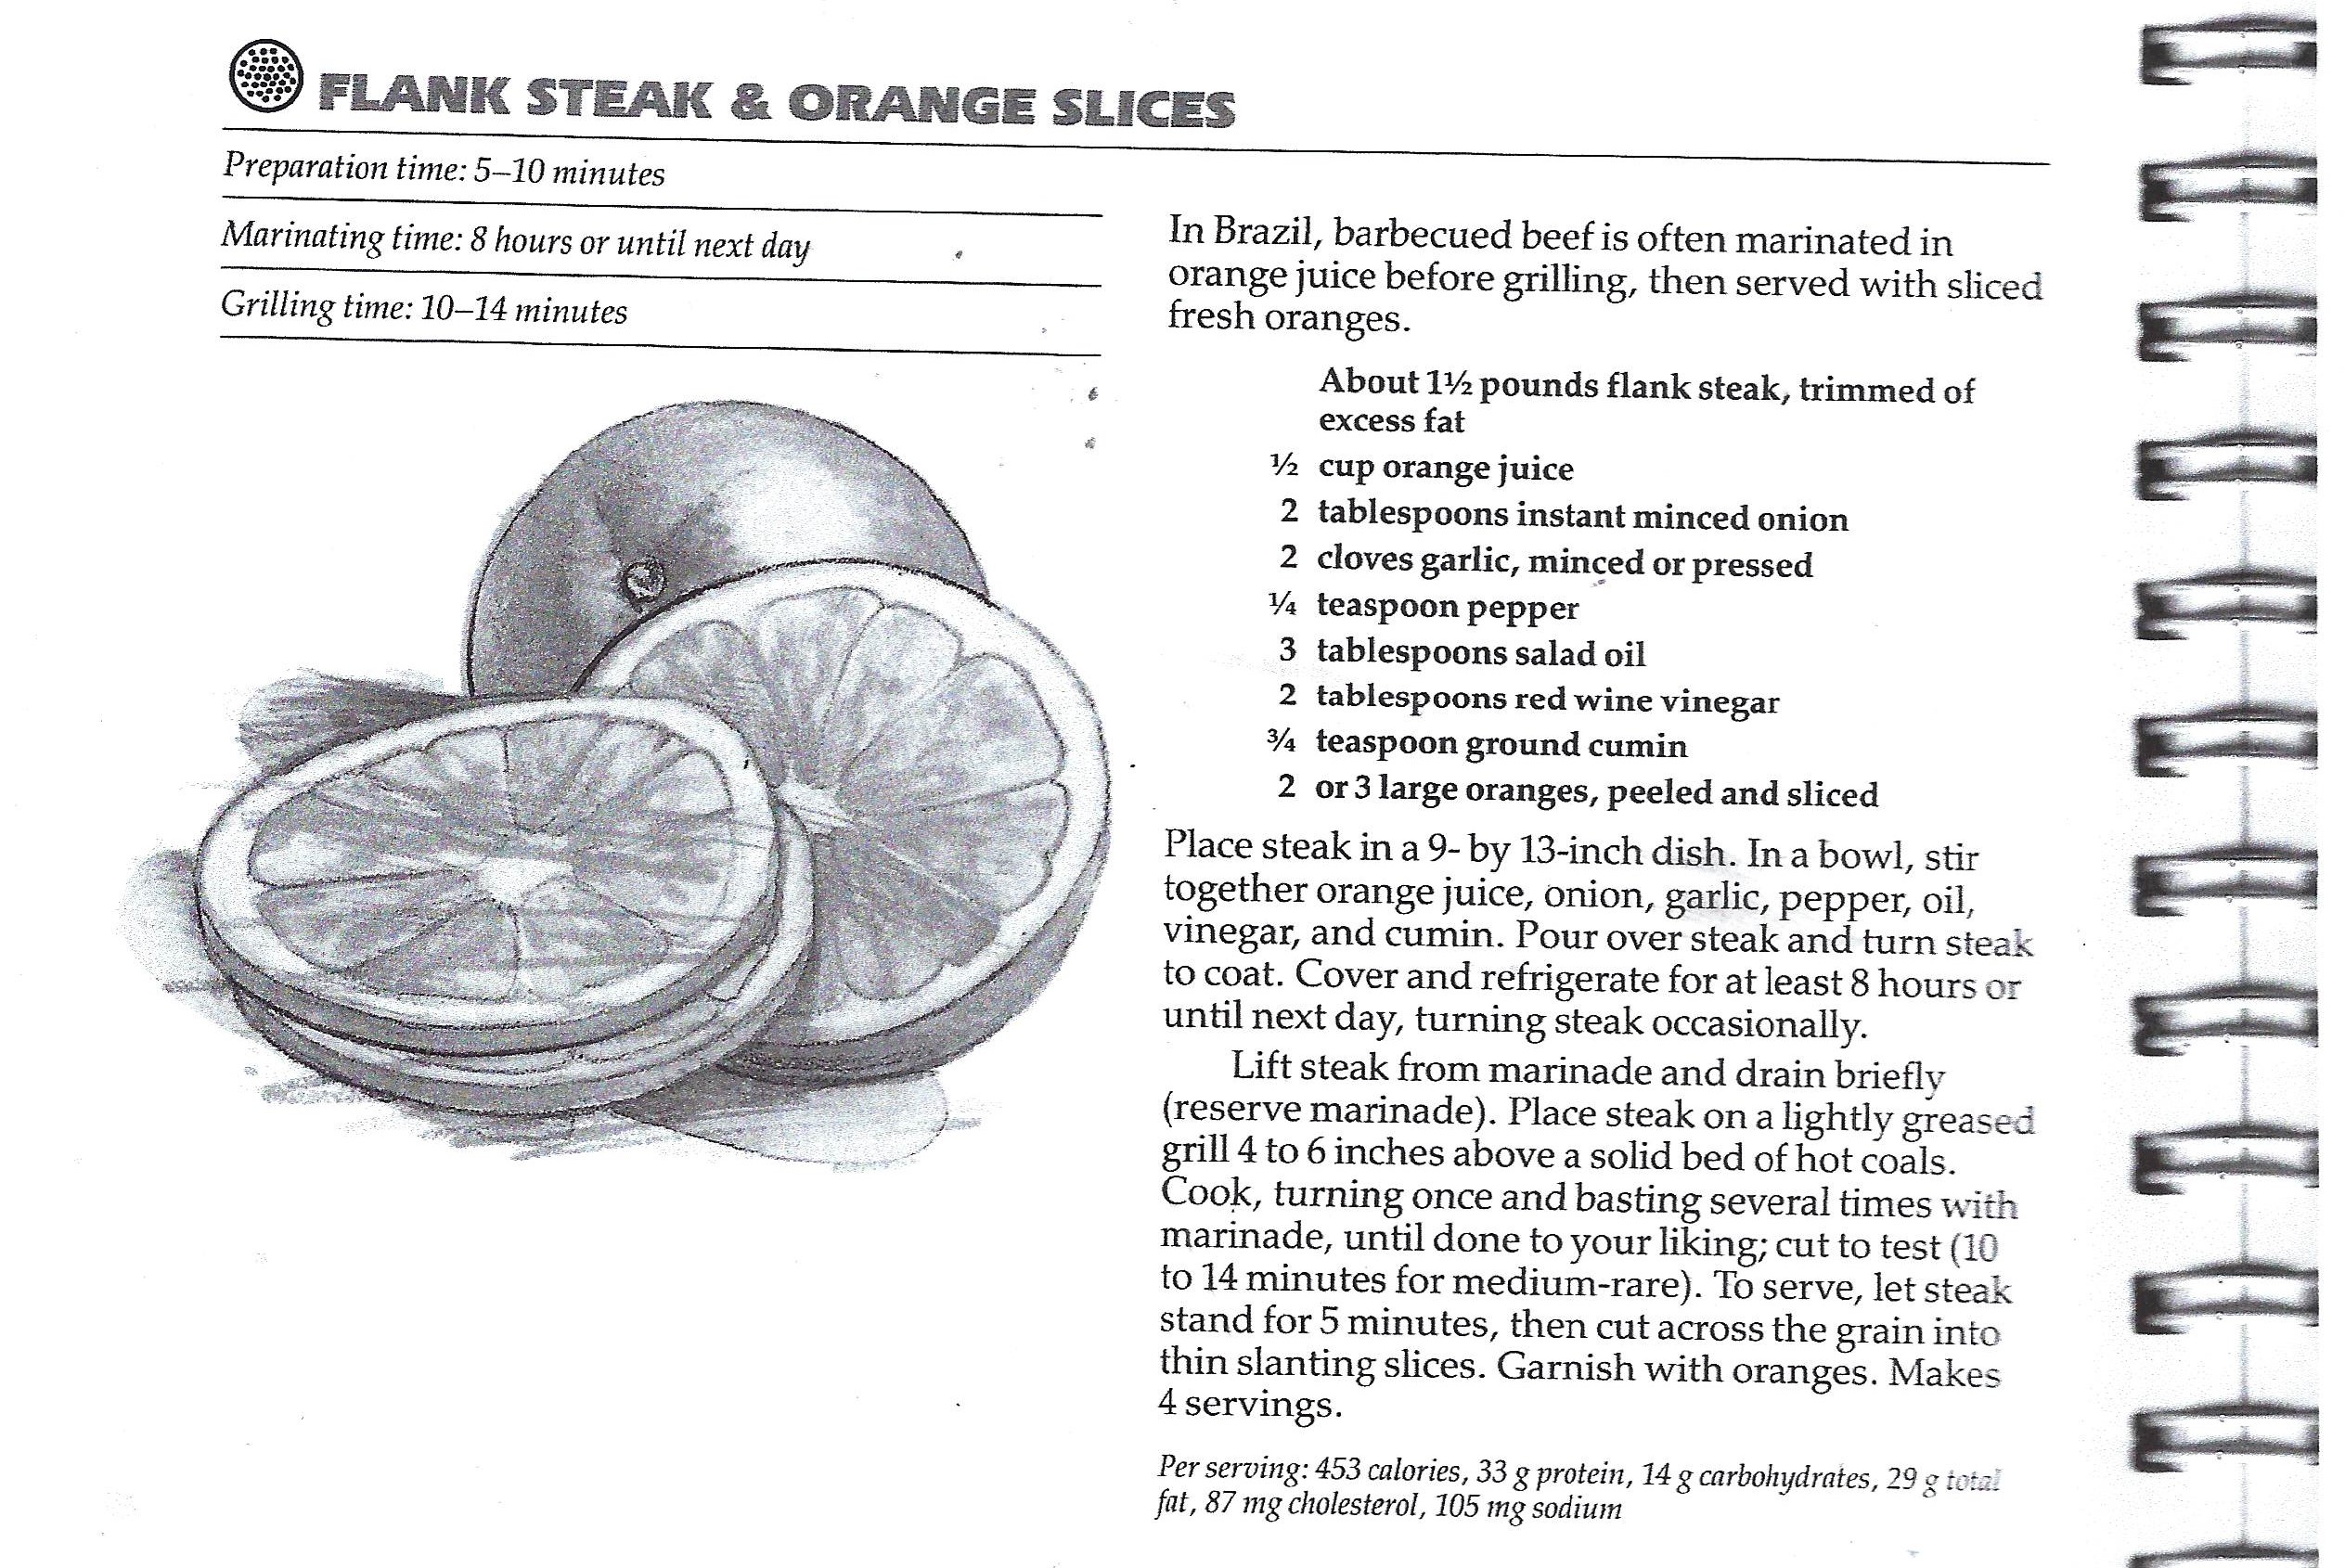 FLANK STEAK & ORANGE SLICES
Preparation time: 5–10 minutes
Marinating time: 8 hours or until next day
Grilling time: 10–14 minutes
In Brazil, barbecued beef is often marinated in
orange juice before grilling, then served with sliced
fresh oranges.
About 1½ pounds flank steak, trimmed of
excess fat
½ cup orange juice
2 tablespoons instant minced onion
2 cloves garlic, minced or pressed
¼ teaspoon pepper
3 tablespoons salad oil
2 tablespoons red wine vinegar
¾ teaspoon ground cumin
2 or 3 large oranges, peeled and sliced
Place steak in a 9- by 13-inch dish. In a bowl, stir
together orange juice, onion, garlic, pepper, oil,
vinegar, and cumin. Pour over steak and turn steak
to coat. Cover and refrigerate for at least 8 hours or
until next day, turning steak occasionally.
Lift steak from marinade and drain briefly
(reserve marinade). Place steak on a lightly greased
grill 4 to 6 inches above a solid bed of hot coals.
Cook, turning once and basting several times with
marinade, until done to your liking; cut to test (10
to 14 minutes for medium-rare). To serve, let steak
stand for 5 minutes, then cut across the grain into
thin slanting slices. Garnish with oranges. Makes
4 servings.
Per serving: 453 calories, 33 g protein, 14 g carbohydrates, 29 g total
fat, 87 mg cholesterol, 105 mg sodium